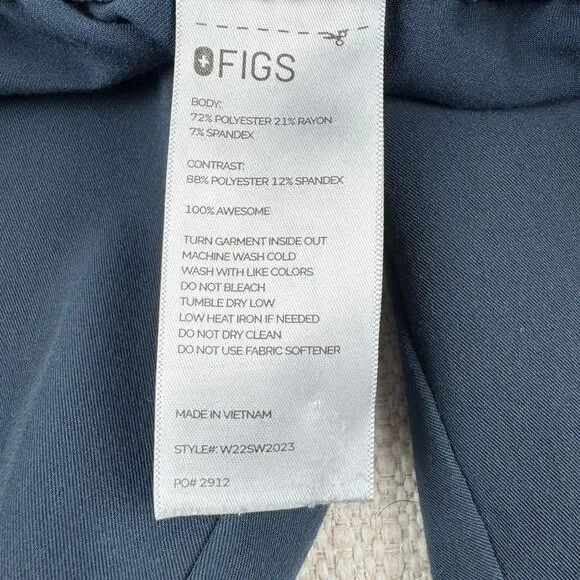 FIGS
BODY:
72% POLYESTER 21% RAYON
7% SPANDEX
CONTRAST:
88% POLYESTER 12% SPANDEX
100% AWESOME
TURN GARMENT INSIDE OUT
MACHINE WASH COLD
WASH WITH LIKE COLORS
DO NOT BLEACH
TUMBLE DRY LOW
LOW HEAT IRON IF NEEDED
DO NOT DRY CLEAN
DO NOT USE FABRIC SOFTENER
MADE IN VIETNAM
STYLE#: W22SW2023
PO# 2912